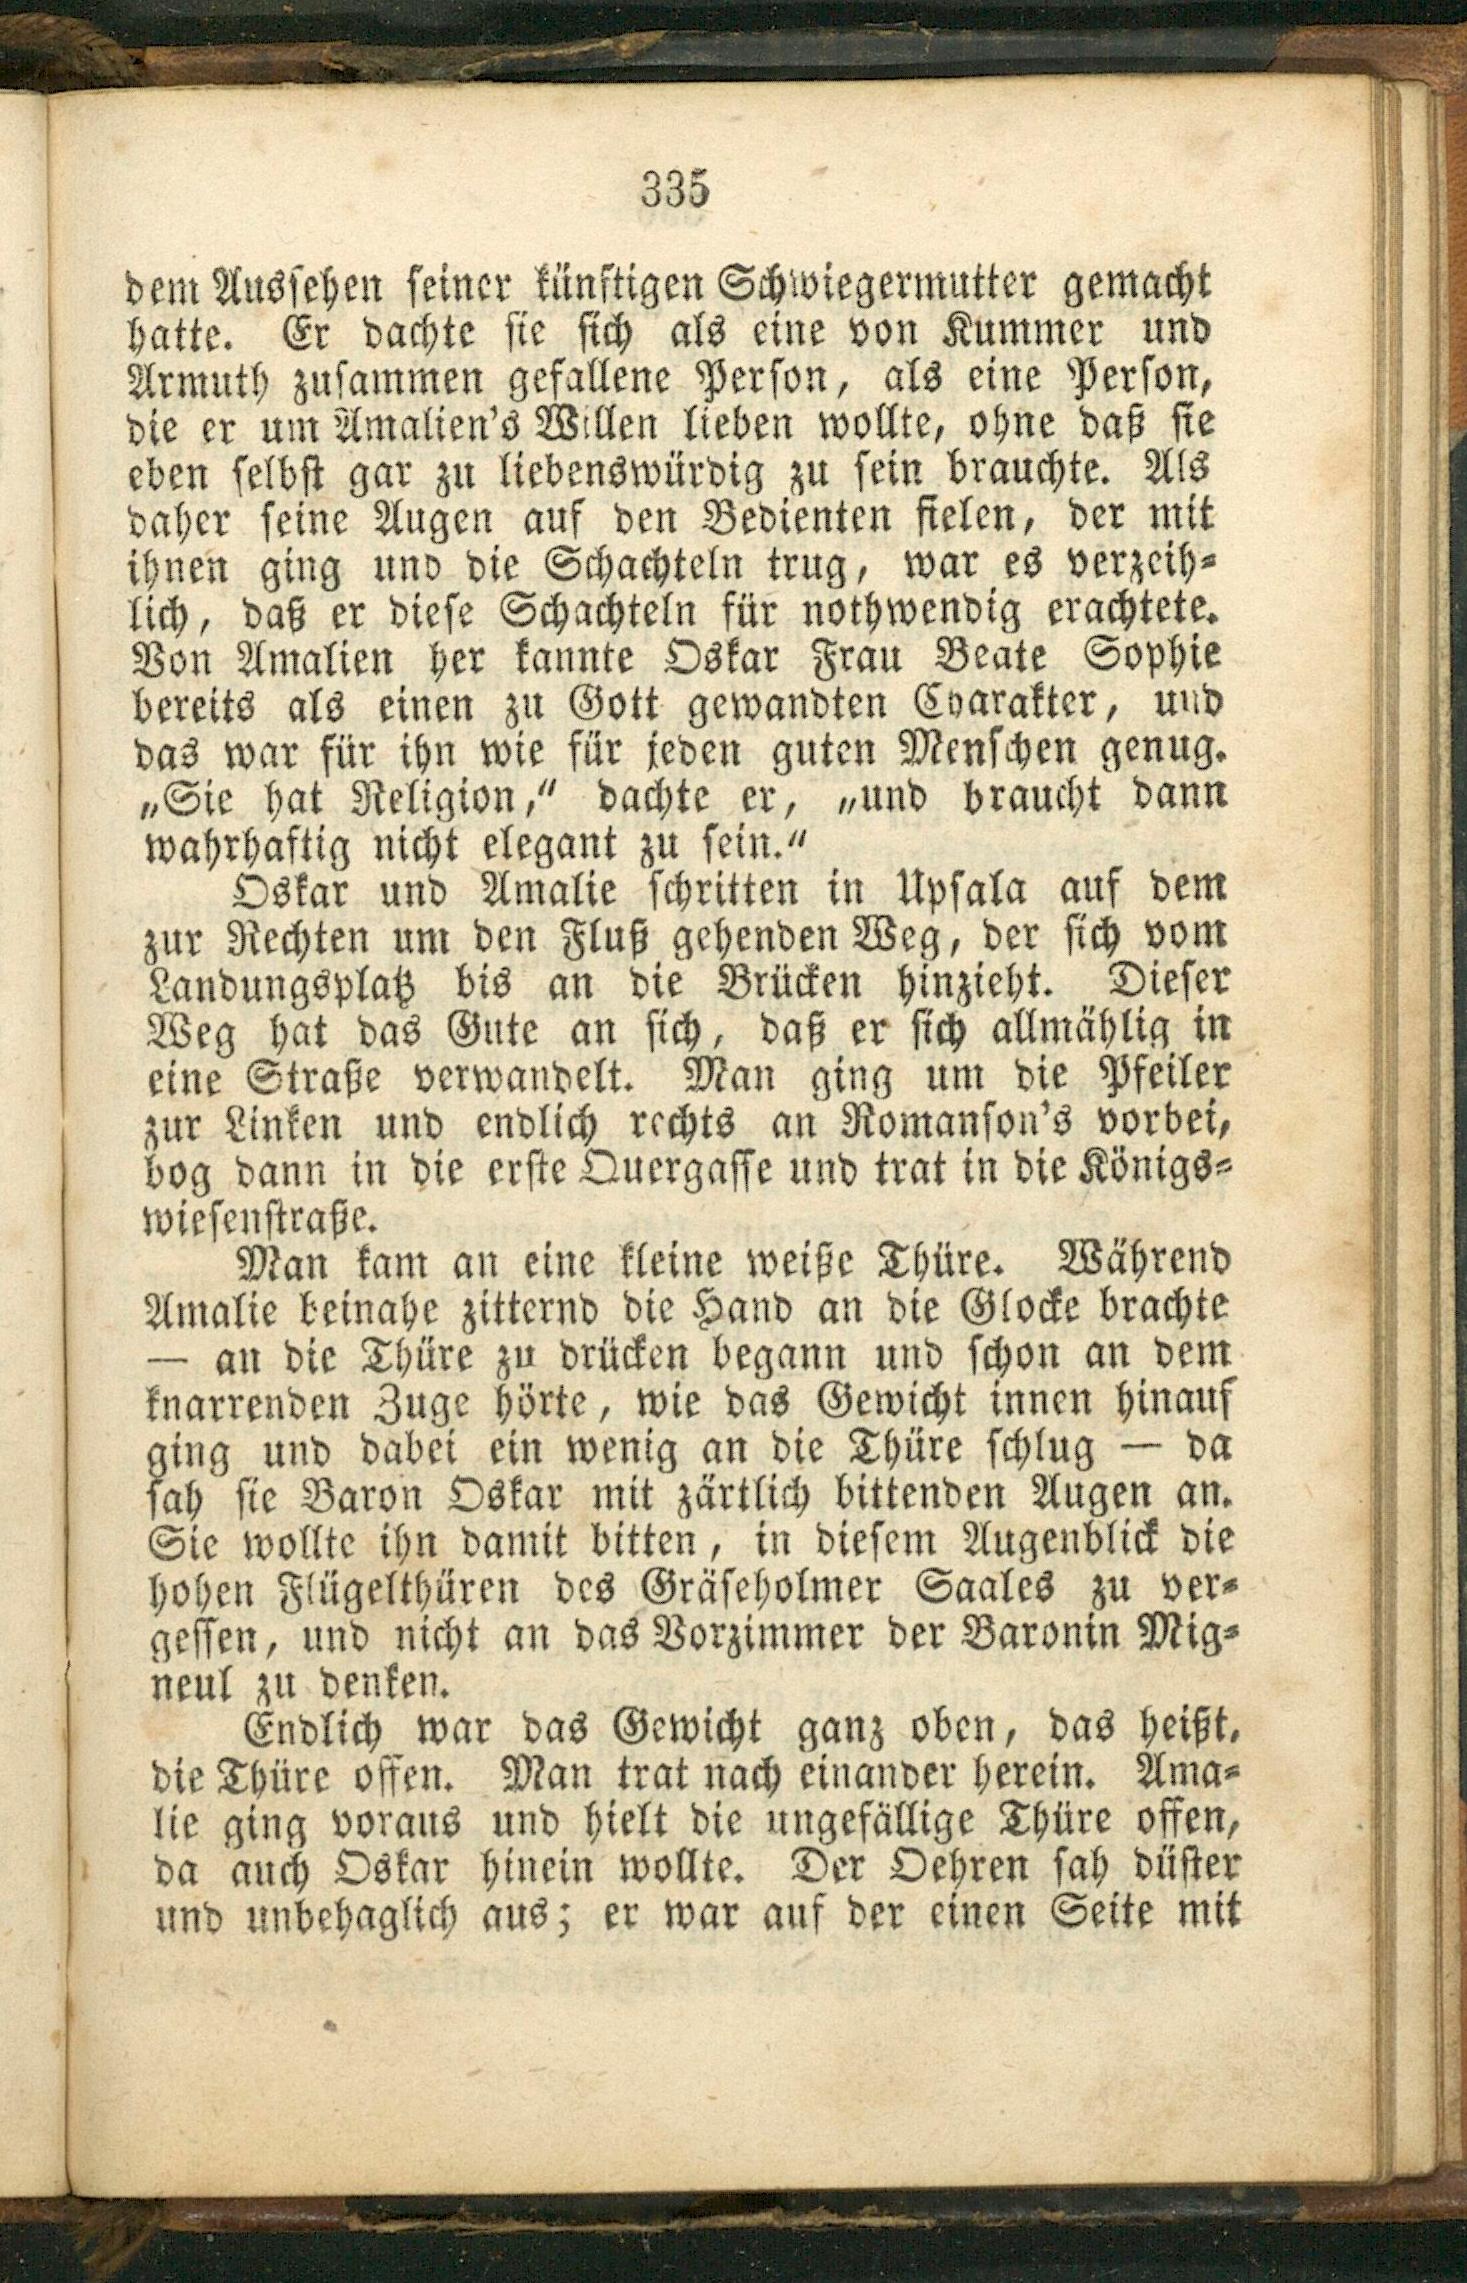 335
dem Aussehen seiner künftigen Schwiegermutter gemacht
hatte. Er dachte sie sich als eine von Kummer und
Armuth zusammen gefallene Person, als eine Person,
die er um Amalien's Willen lieben wollte, ohne daß sie
eben selbst gar zu liebenswürdig zu sein brauchte. Als
daher seine Augen auf den Bedienten fielen, der mit
ihnen ging und die Schachteln trug, war es verzeih-
lich, daß er diese Schachteln für nothwendig erachtete.
Von Amalien her kannte Oskar Frau Beate Sophie
bereits als einen zu Gott gewandten Charakter, und
das war für ihn wie für jeden guten Menschen genug.
„Sie hat Religion,“ dachte er, „und braucht dann
wahrhaftig nicht elegant zu sein.“
Oskar und Amalie schritten in Upsala auf dem
zur Rechten um den Fluß gehenden Weg, der sich vom
Landungsplatz bis an die Brücken hinzieht. Dieser
Weg hat das Gute an sich, daß er sich allmählig in
eine Straße verwandelt. Man ging um die Pfeiler
zur Linken und endlich rechts an Romanson's vorbei,
bog dann in die erste Quergasse und trat in die Königs-
wiesenstraße.
Man kam an eine kleine weiße Thüre. Während
Amalie beinahe zitternd die Hand an die Glocke brachte
— an die Thüre zu drücken begann und schon an dem
knarrenden Zuge hörte, wie das Gewicht innen hinauf
ging und dabei ein wenig an die Thüre schlug — da
sah sie Baron Oskar mit zärtlich bittenden Augen an.
Sie wollte ihn damit bitten, in diesem Augenblick die
hohen Flügelthüren des Gräseholmer Saales zu ver-
gessen, und nicht an das Vorzimmer der Baronin Mig-
neul zu denken.
Endlich war das Gewicht ganz oben, das heißt,
die Thüre offen. Man trat nach einander herein. Ama-
lie ging voraus und hielt die ungefällige Thüre offen,
da auch Oskar hinein wollte. Der Oehren sah düster
und unbehaglich aus; er war auf der einen Seite mit